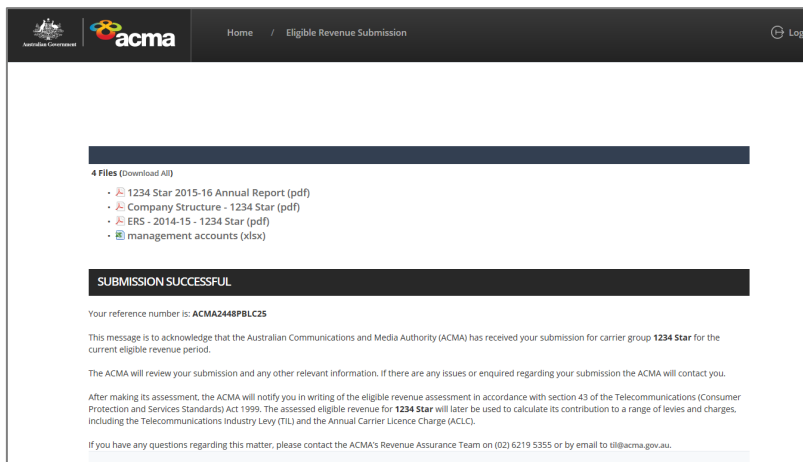 Australian Government
acma
Home / Eligible Revenue Submission
Log
4 Files (Download All)
• 1234 Star 2015-16 Annual Report (pdf)
• Company Structure - 1234 Star (pdf)
• ERS - 2014-15 - 1234 Star (pdf)
• management accounts (xlsx)
SUBMISSION SUCCESSFUL
Your reference number is: ACMA2448PBLC25
This message is to acknowledge that the Australian Communications and Media Authority (ACMA) has received your submission for carrier group 1234 Star for the
current eligible revenue period.
The ACMA will review your submission and any other relevant information. If there are any issues or enquired regarding your submission the ACMA will contact you.
After making its assessment, the ACMA will notify you in writing of the eligible revenue assessment in accordance with section 43 of the Telecommunications (Consumer
Protection and Services Standards) Act 1999. The assessed eligible revenue for 1234 Star will later be used to calculate its contribution to a range of levies and charges,
including the Telecommunications Industry Levy (TIL) and the Annual Carrier Licence Charge (ACLC).
If you have any questions regarding this matter, please contact the ACMA's Revenue Assurance Team on (02) 6219 5355 or by email to til@acma.gov.au.